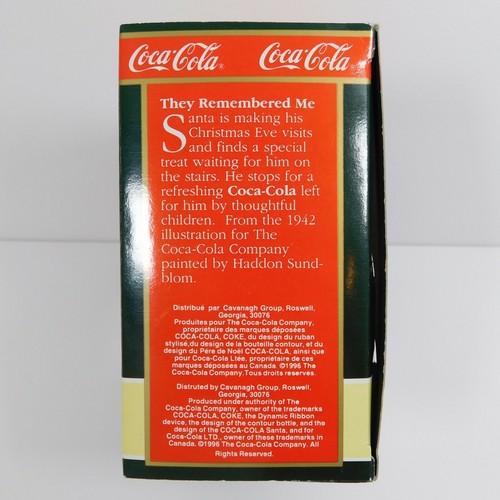 Coca-Cola® Coca-Cola®
They Remembered Me
Santa is making his
Christmas Eve visits
and finds a special
treat waiting for him on
the stairs. He stops for a
refreshing Coca-Cola left
for him by thoughtful
children. From the 1942
illustration for The
Coca-Cola Company
painted by Haddon Sund-
blom.
Distribué par Cavanagh Group, Roswell,
Georgia, 30076
Produites pour The Coca-Cola Company,
propriétaire des marques déposées
COCA-COLA, COKE, du design du ruban
stylisé,du design de la bouteille contour, et du
design du Père de Noël COCA-COLA, ainsi que
pour Coca-Cola Ltée, propriétaire de ces
marques déposées au Canada. ©1996 The
Coca-Cola Company.Tous droits reservés.
Distruted by Cavanagh Group, Roswell,
Georgia, 30076
Produced under authority of The
Coca-Cola Company, owner of the trademarks
COCA-COLA, COKE, the Dynamic Ribbon
device, the design of the contour bottle, and
the design of the COCA-COLA Santa, and for
Coca-Cola LTD., owner of these trademarks in
Canada. ©1996 The Coca-Cola Company. All
Rights Reserved.